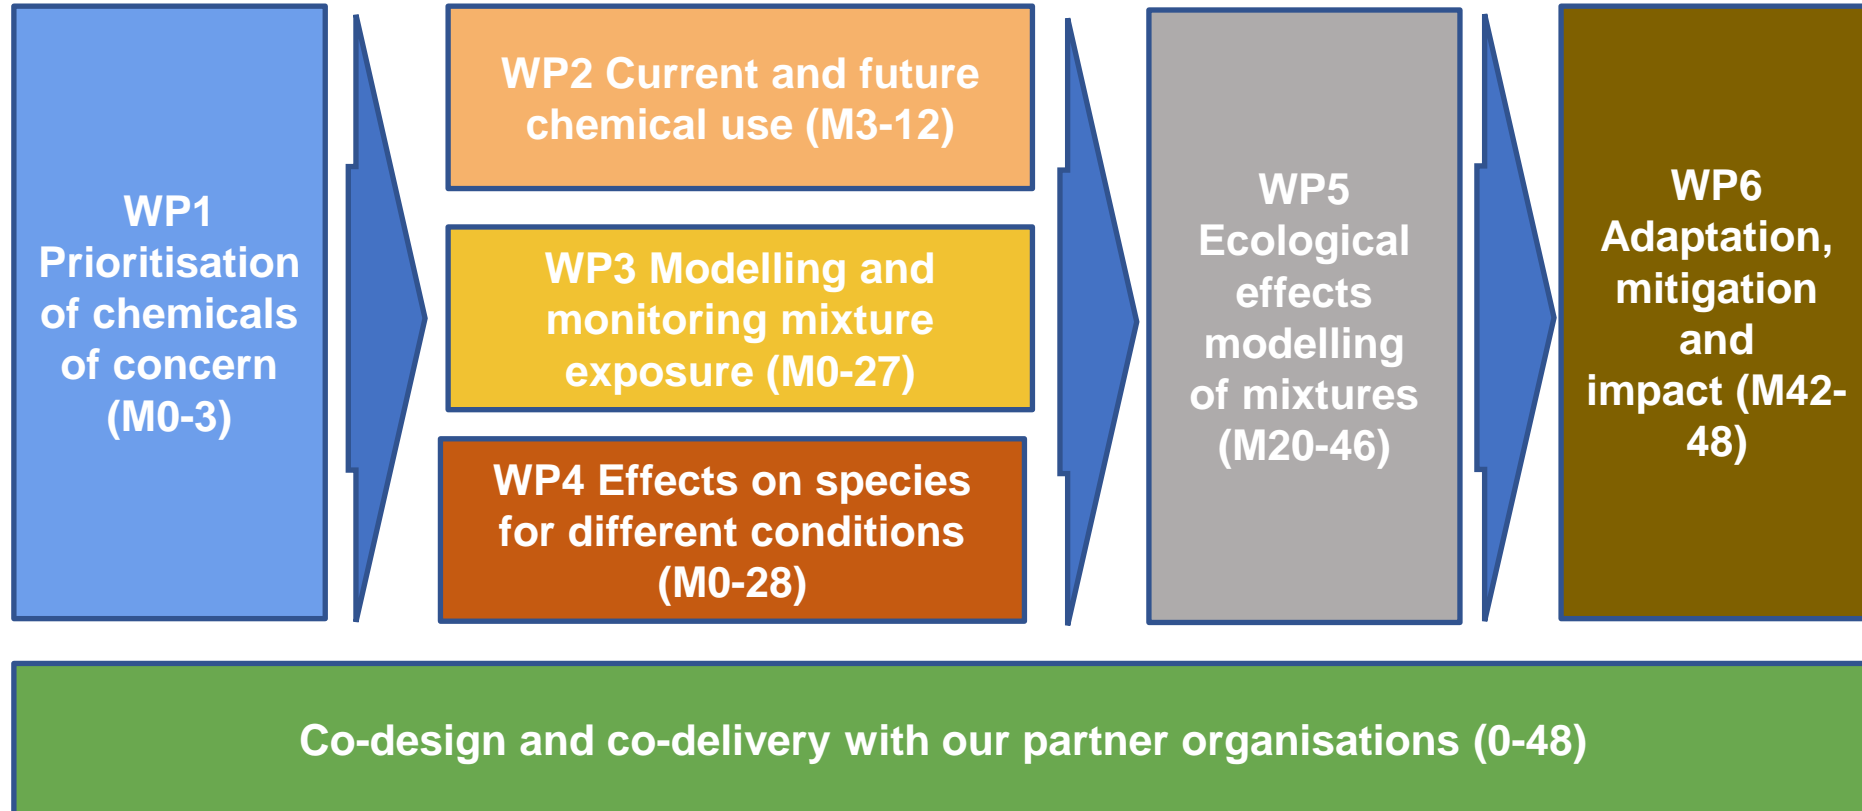 WP1
Prioritisation
of chemicals
of concern
(M0-3)
WP2 Current and future
chemical use (M3-12)
WP3 Modelling and
monitoring mixture
exposure (M0-27)
WP4 Effects on species
for different conditions
(M0-28)
WP5
Ecological
effects
modelling
of mixtures
(M20-46)
WP6
Adaptation,
mitigation
and
impact (M42-
48)
Co-design and co-delivery with our partner organisations (0-48)